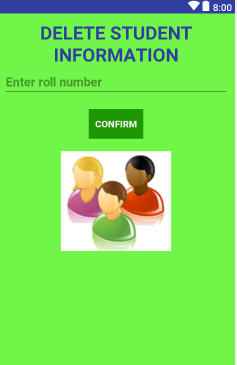 8:00
DELETE STUDENT
INFORMATION
Enter roll number
CONFIRM